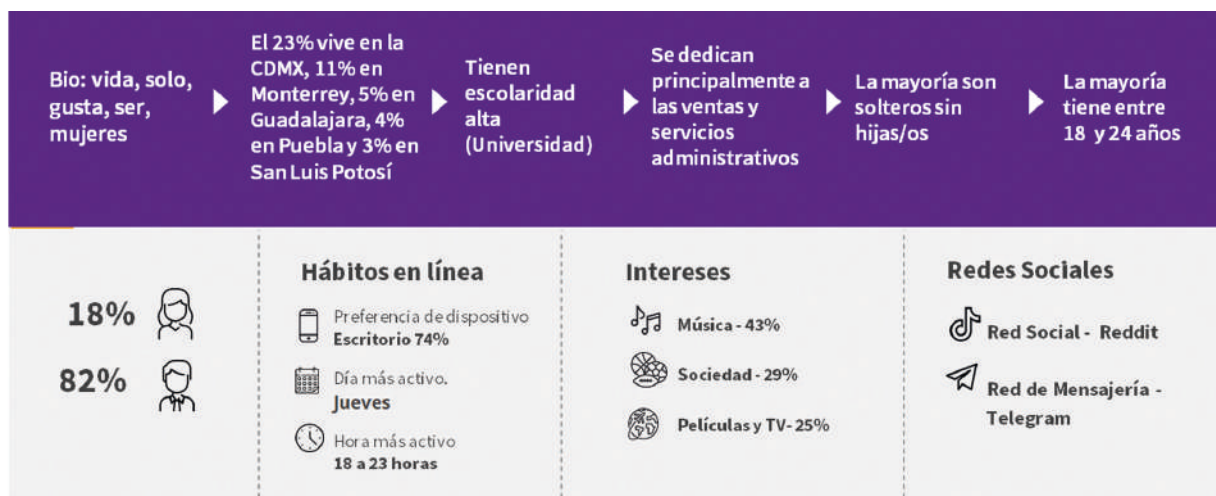 Bio: vida, solo,
gusta, ser,
mujeres
El 23% vive en la
CDMX, 11% en
Monterrey, 5% en
Guadalajara, 4%
en Puebla y 3% en
San Luis Potosí
Tienen
escolaridad
alta
(Universidad)
Se dedican
principalmente a
las ventas y
servicios
administrativos
La mayoría son
solteros sin
hijas/os
La mayoría
tiene entre
18 y 24 años
18%
82%
Hábitos en línea
Preferencia de dispositivo
Escritorio 74%
Día más activo.
Jueves
Hora más activo
18 a 23 horas
Intereses
Música - 43%
Sociedad - 29%
Películas y TV- 25%
Redes Sociales
Red Social - Reddit
Red de Mensajería -
Telegram